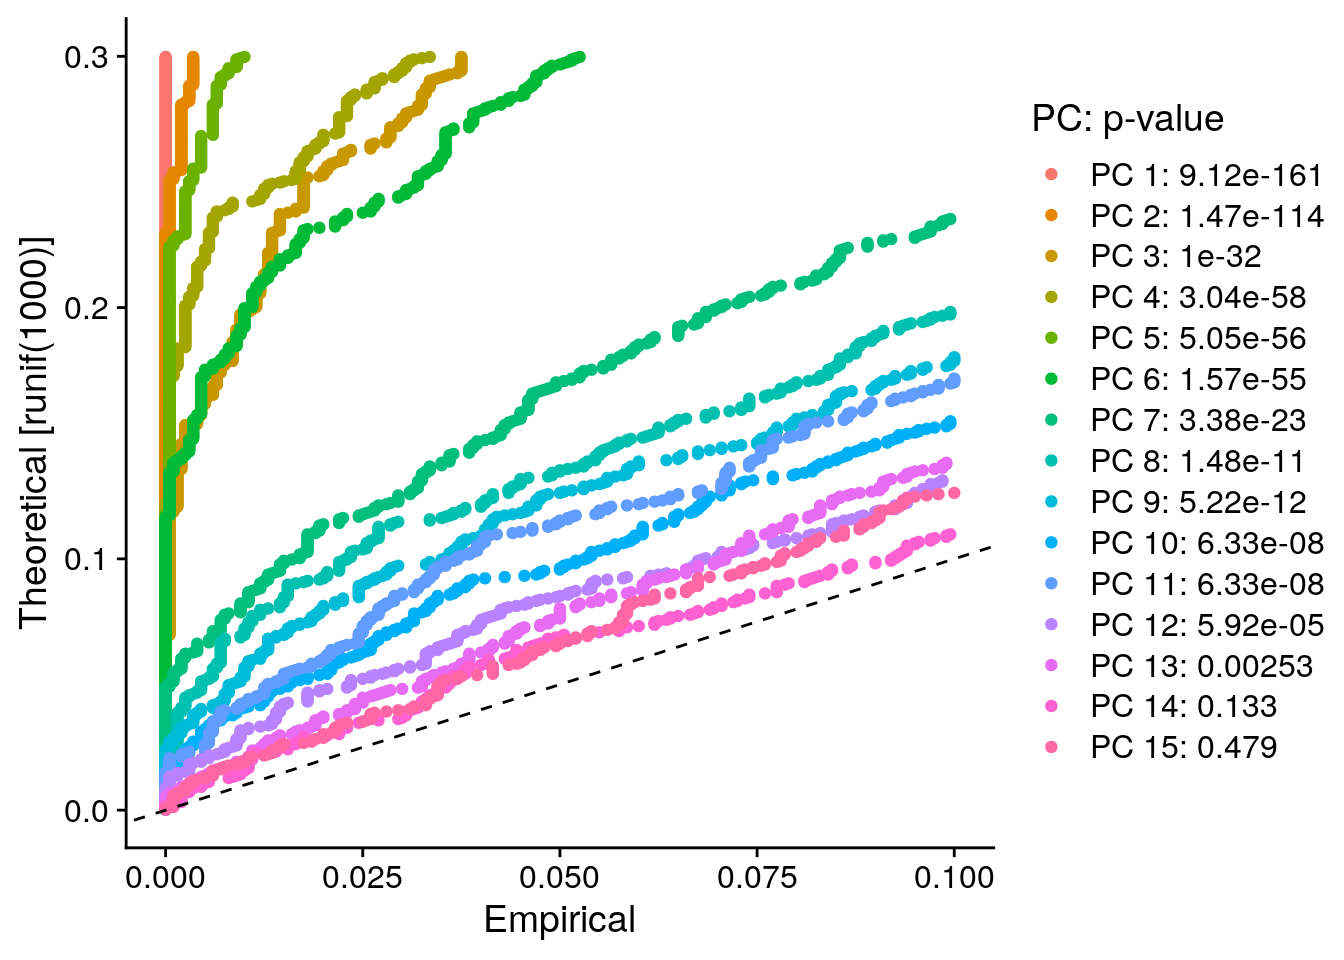 0.3
0.2
0.1
0.0
Theoretical [runif(1000)]
0.000
0.025
0.050
0.075
0.100
Empirical
PC: p-value
PC 1: 9.12e-161
PC 2: 1.47e-114
PC 3: 1e-32
PC 4: 3.04e-58
PC 5: 5.05e-56
PC 6: 1.57e-55
PC 7: 3.38e-23
PC 8: 1.48e-11
PC 9: 5.22e-12
PC 10: 6.33e-08
PC 11: 6.33e-08
PC 12: 5.92e-05
PC 13: 0.00253
PC 14: 0.133
PC 15: 0.479